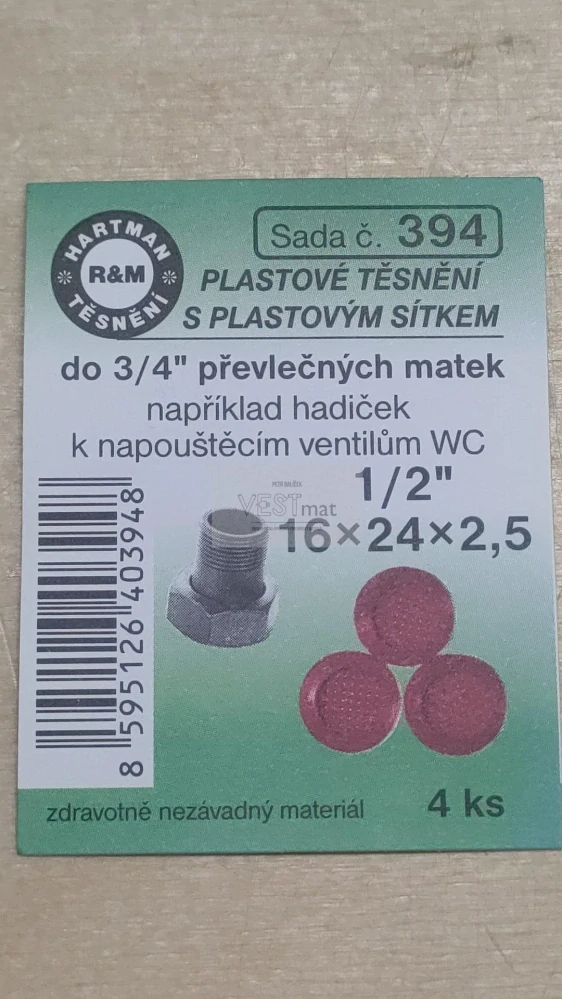 HARTMAN
R&M
TĚSNĚNÍ
Sada č. 394
PLASTOVÉ TĚSNĚNÍ
S PLASTOVÝM SÍTKEM
do 3/4" převlečných matek
například hadiček
k napouštěcím ventilům WC
1/2"
16×24×2,5
VESTmat
8 595126 403948
zdravotně nezávadný materiál
4 ks